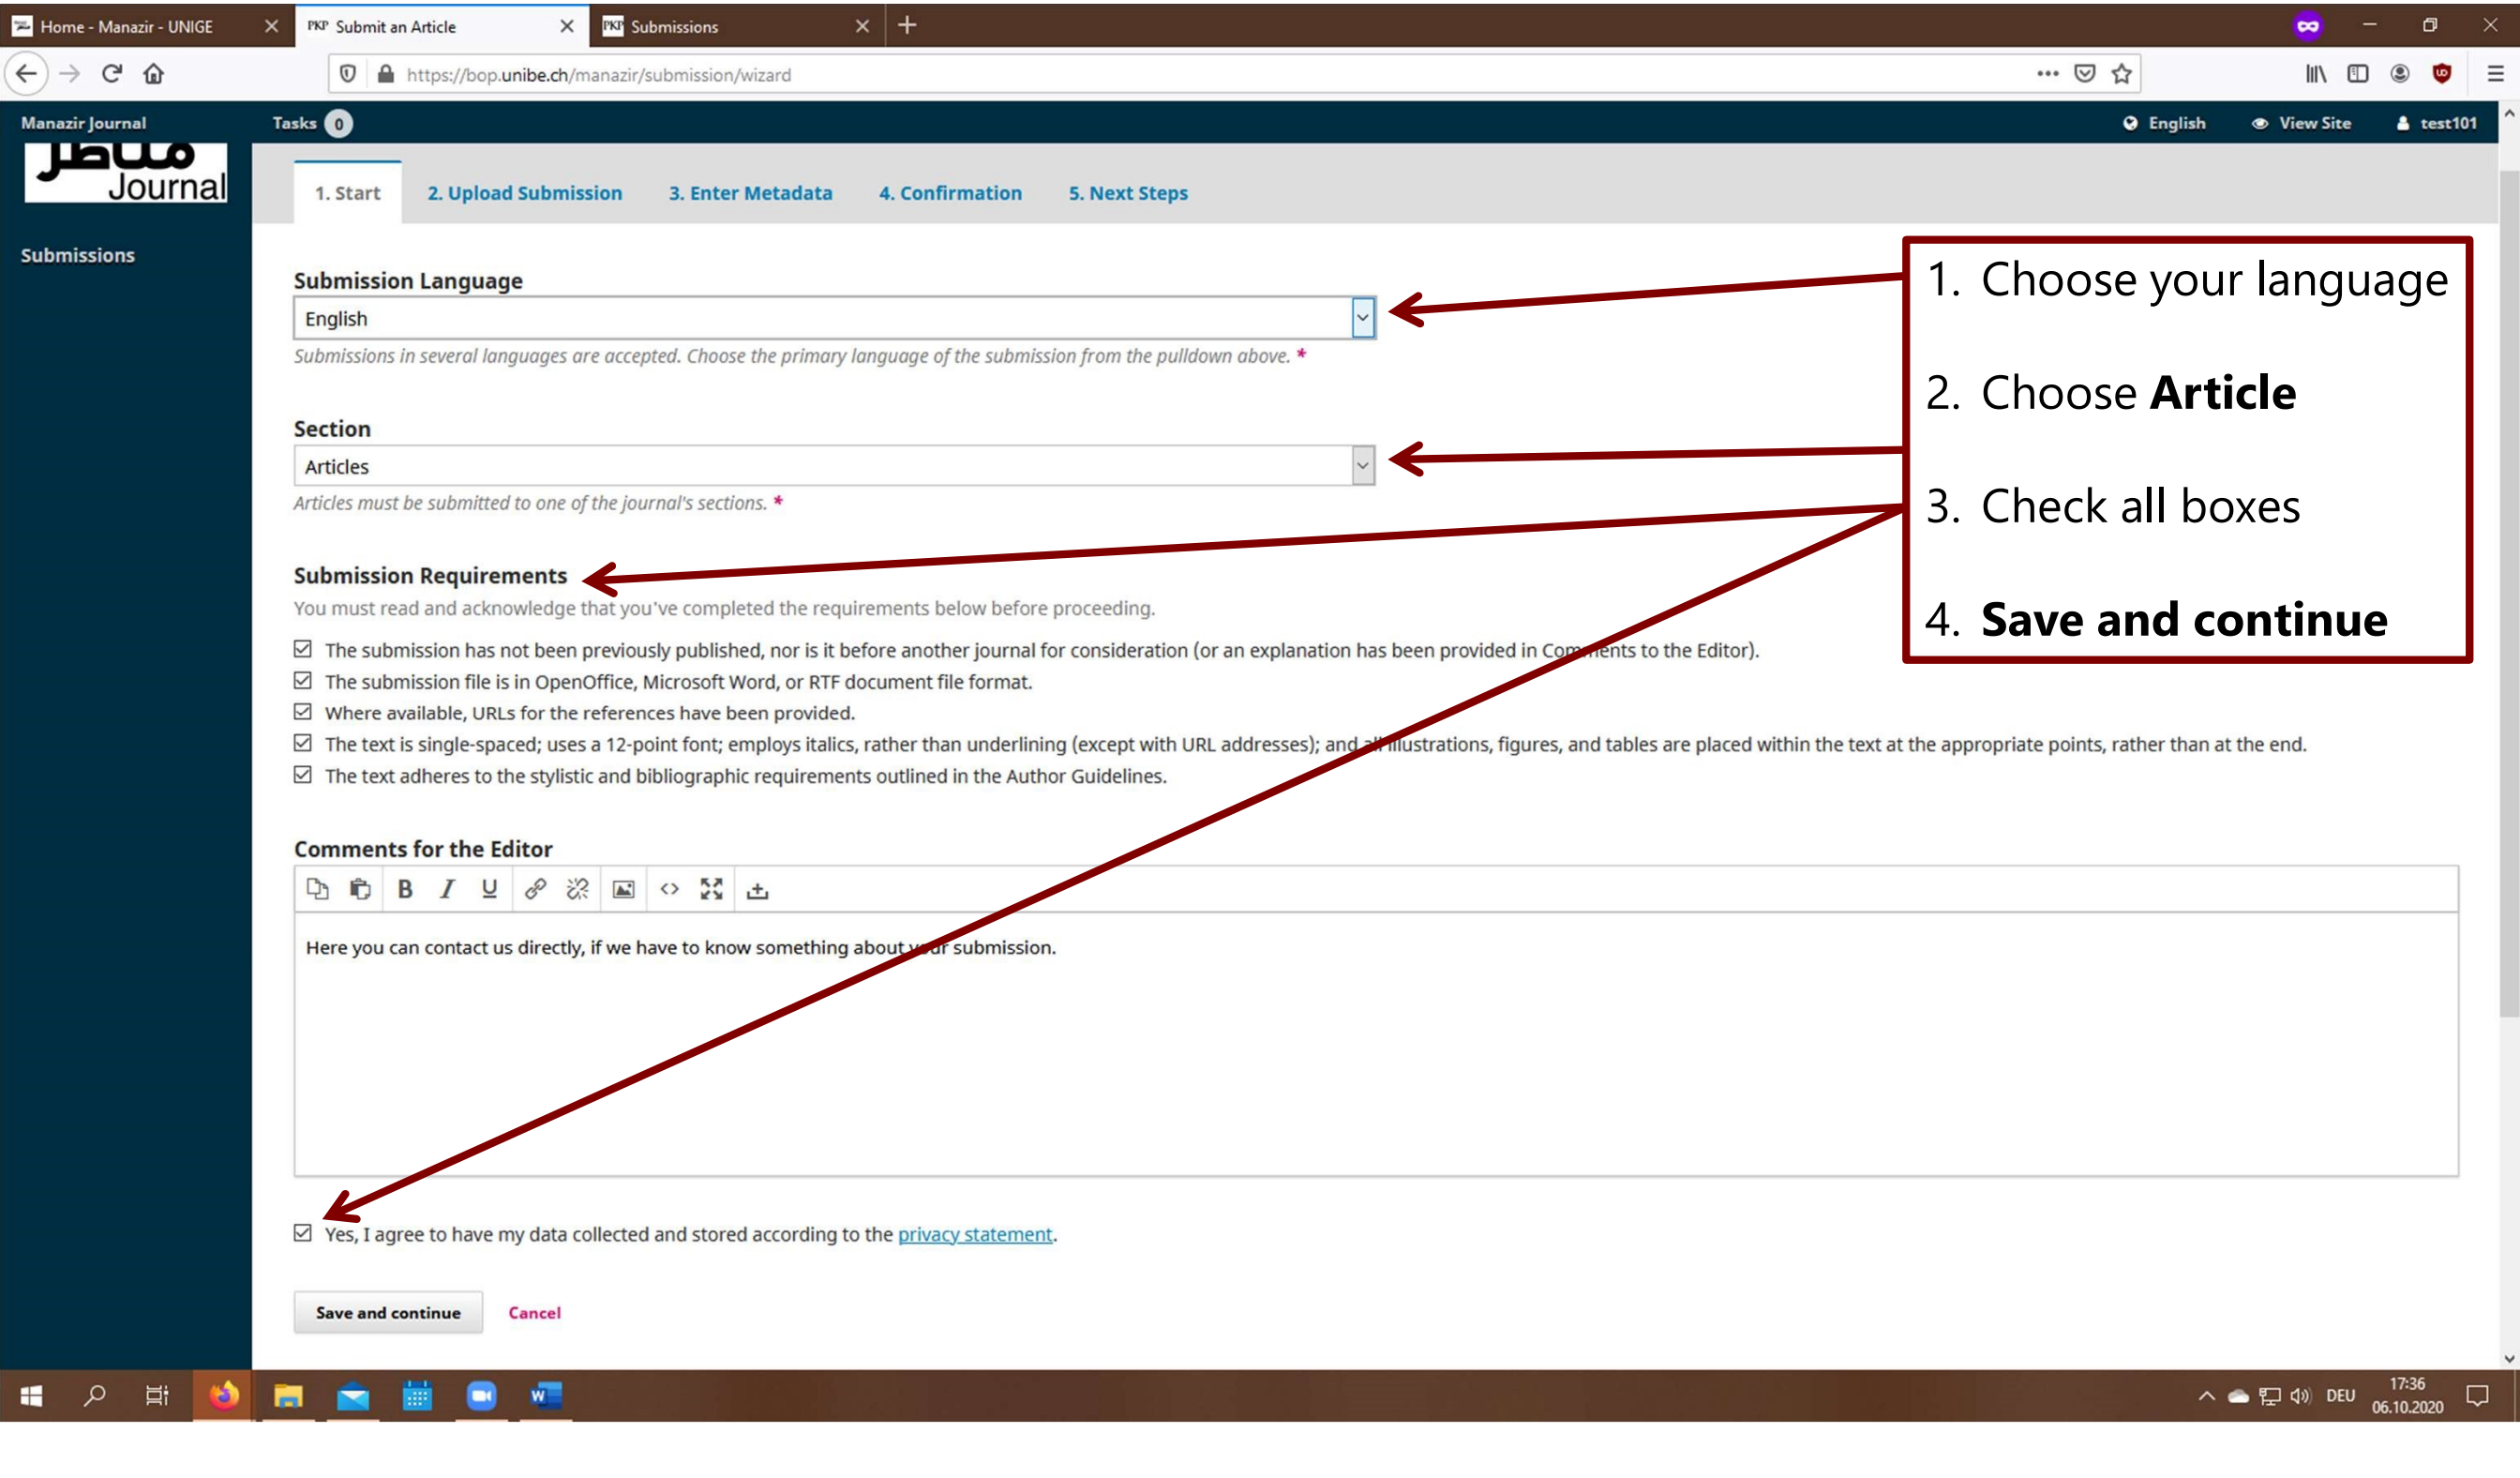 Home - Manazir - UNIGE
PKP Submit an Article
PKP Submissions
https://bop.unibe.ch/manazir/submission/wizard
Manazir Journal
Tasks 0
English
View Site
test101
مناظر
Journal
Submissions
1. Start
2. Upload Submission
3. Enter Metadata
4. Confirmation
5. Next Steps
Submission Language
English
Submissions in several languages are accepted. Choose the primary language of the submission from the pulldown above. *
Section
Articles
Articles must be submitted to one of the journal's sections. *
Submission Requirements
You must read and acknowledge that you've completed the requirements below before proceeding.
The submission has not been previously published, nor is it before another journal for consideration (or an explanation has been provided in Comments to the Editor).
The submission file is in OpenOffice, Microsoft Word, or RTF document file format.
Where available, URLs for the references have been provided.
The text is single-spaced; uses a 12-point font; employs italics, rather than underlining (except with URL addresses); and all illustrations, figures, and tables are placed within the text at the appropriate points, rather than at the end.
The text adheres to the stylistic and bibliographic requirements outlined in the Author Guidelines.
Comments for the Editor
B I U
Here you can contact us directly, if we have to know something about your submission.
Yes, I agree to have my data collected and stored according to the privacy statement.
Save and continue
Cancel
1. Choose your language
2. Choose Article
3. Check all boxes
4. Save and continue
DEU
17:36
06.10.2020